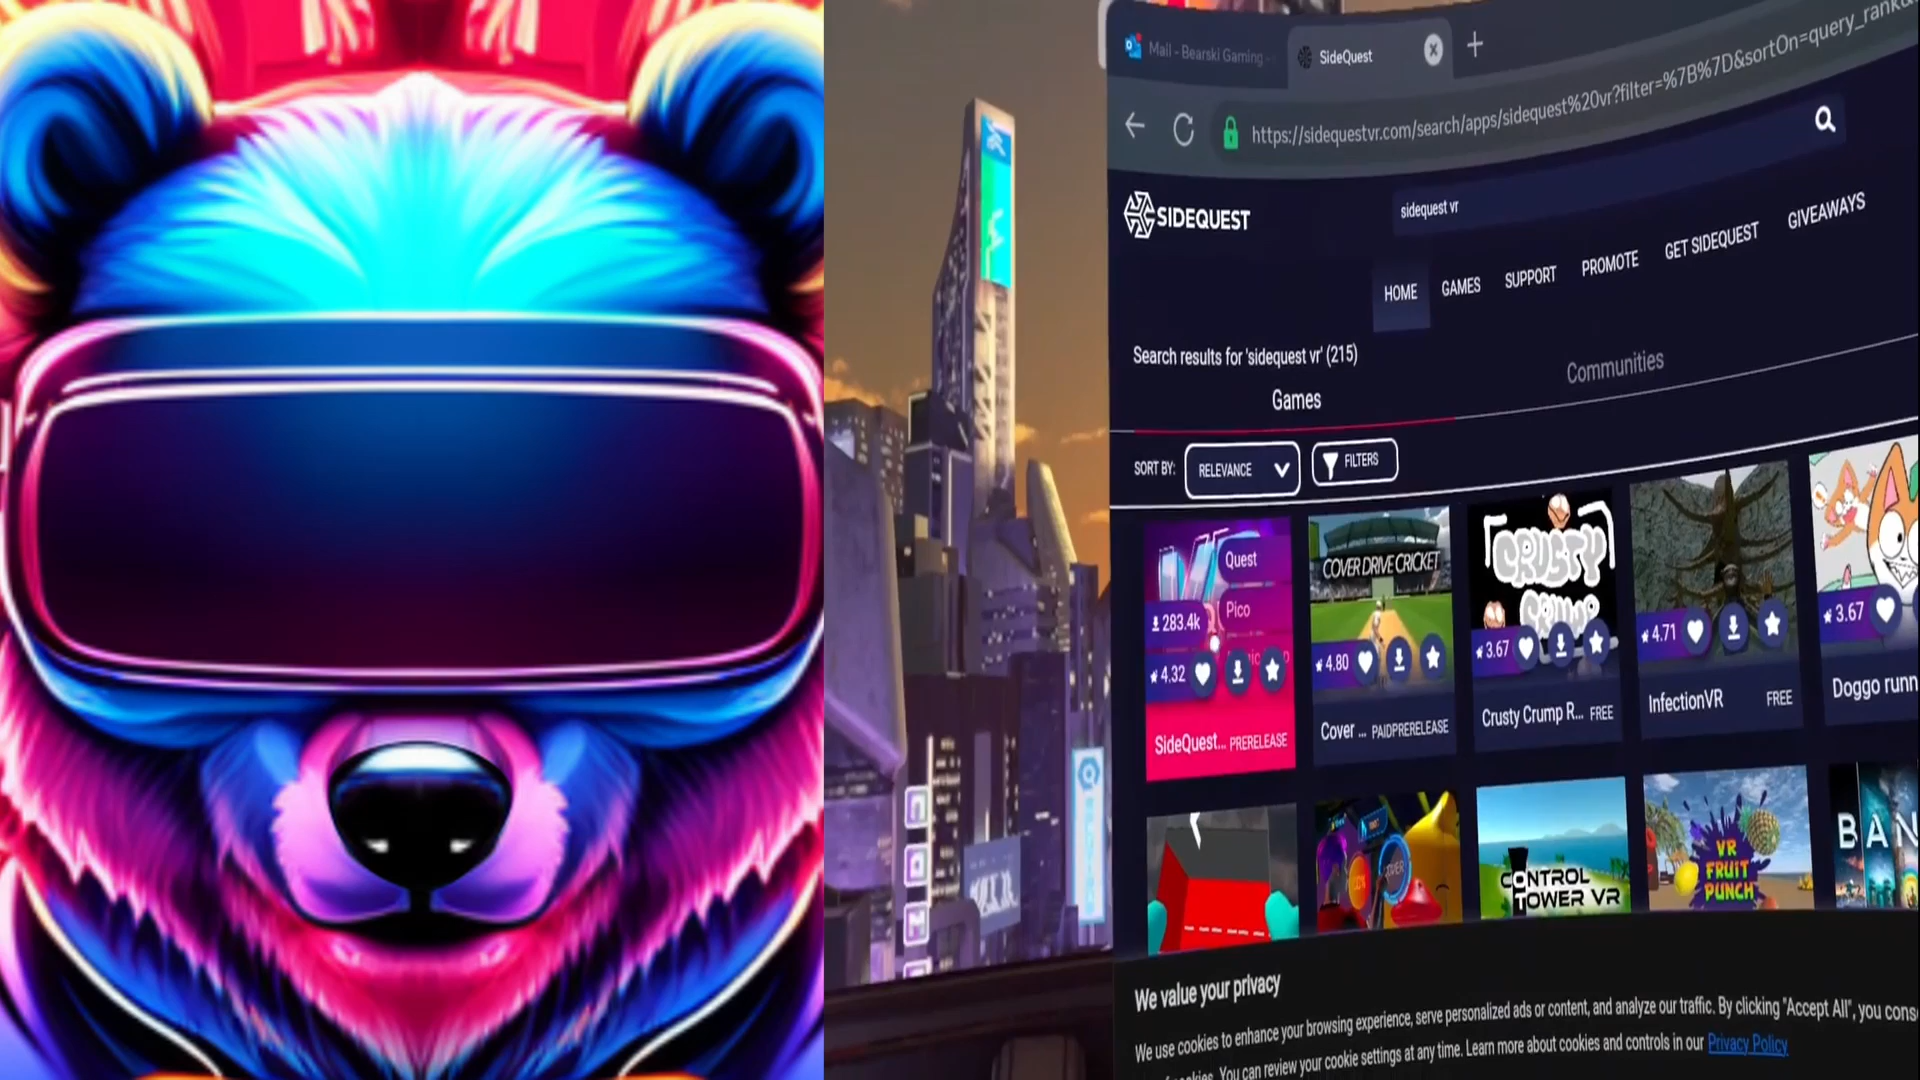 Mail - Bearski Gaming -
SideQuest
https://sidequestvr.com/search/apps/sidequest%20vr?filter=%7B%7D&sortOn=query_rank&
SIDEQUEST
sidequest vr
HOME
GAMES
SUPPORT
PROMOTE
GET SIDEQUEST
GIVEAWAYS
Search results for 'sidequest vr' (215)
Games
Communities
SORT BY:
RELEVANCE
FILTERS
Quest
Pico
283.4k
4.32
SideQuest... PRERELEASE
COVER DRIVE CRICKET
4.80
Cover ... PAIDPRERELEASE
CRUSTY
CRUMP
3.67
Crusty Crump R... FREE
4.71
InfectionVR FREE
3.67
Doggo runn
CONTROL
TOWER VR
VR
FRUIT
PUNCH
BAN
We value your privacy
We use cookies to enhance your browsing experience, serve personalized ads or content, and analyze our traffic. By clicking "Accept All", you cons
cookies. You can review your cookie settings at any time. Learn more about cookies and controls in our Privacy Policy